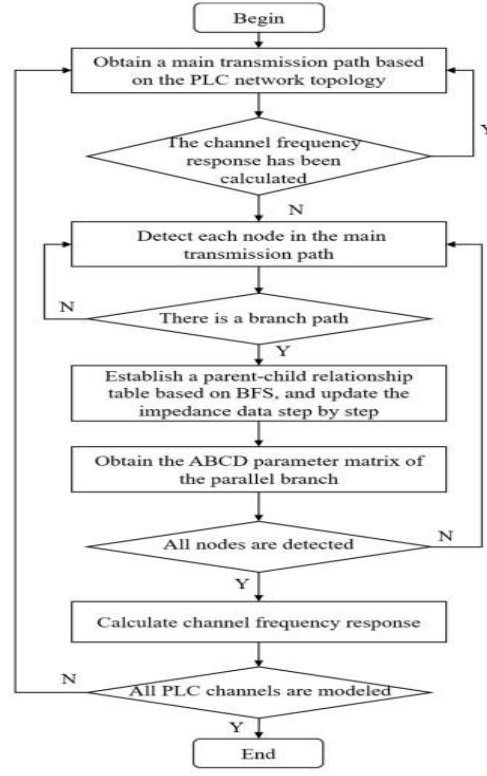 Begin
Obtain a main transmission path based
on the PLC network topology
Y
The channel frequency
response has been
calculated
N
Detect each node in the main
transmission path
N
There is a branch path
Y
Establish a parent-child relationship
table based on BFS, and update the
impedance data step by step
Obtain the ABCD parameter matrix of
the parallel branch
N
All nodes are detected
Y
Calculate channel frequency response
N
All PLC channels are modeled
Y
End